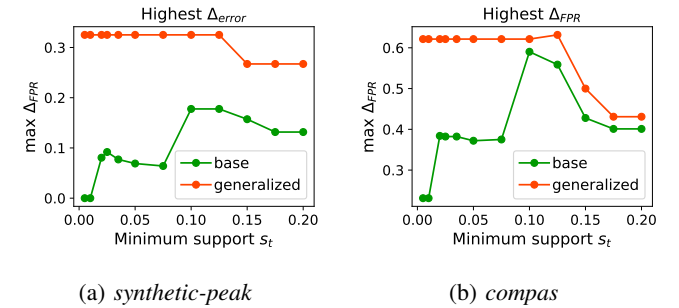 Highest Δerror
max ΔFPR
0.3
0.2
0.1
0.0
base
generalized
0.00 0.05 0.10 0.15 0.20
Minimum support st
(a) synthetic-peak
Highest ΔFPR
max ΔFPR
0.6
0.5
0.4
0.3
base
generalized
0.00 0.05 0.10 0.15 0.20
Minimum support st
(b) compas